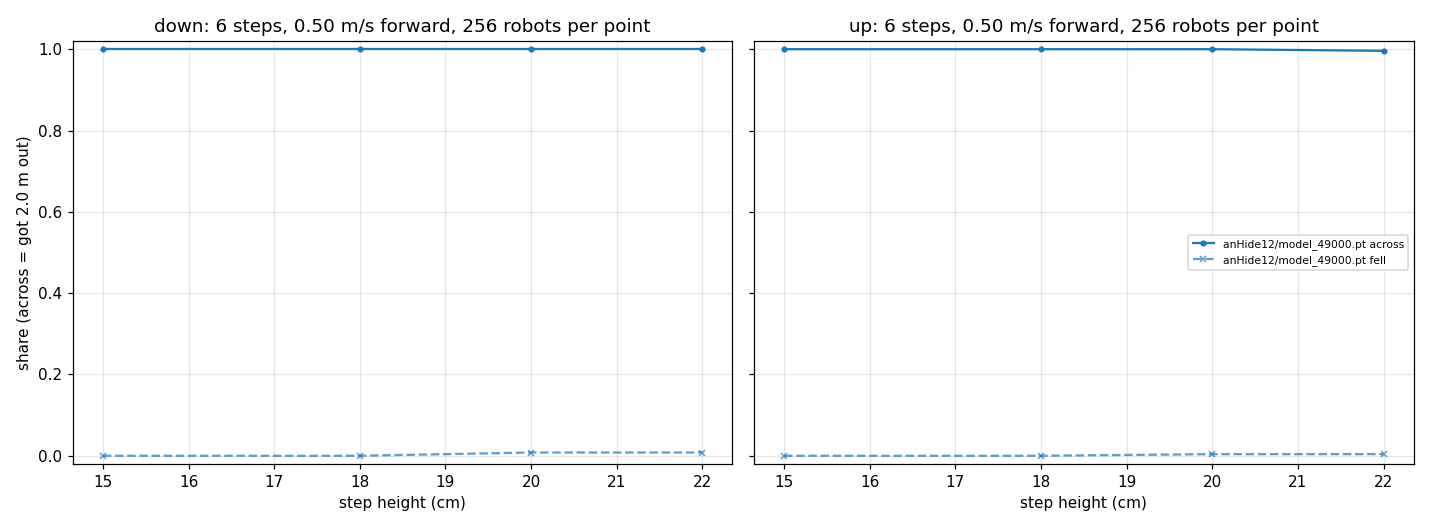 down: 6 steps, 0.50 m/s forward, 256 robots per point
up: 6 steps, 0.50 m/s forward, 256 robots per point
share (across = got 2.0 m out)
1.0
0.8
0.6
0.4
0.2
0.0
15 16 17 18 19 20 21 22
step height (cm)
anHide12/model_49000.pt across
anHide12/model_49000.pt fell
15 16 17 18 19 20 21 22
step height (cm)